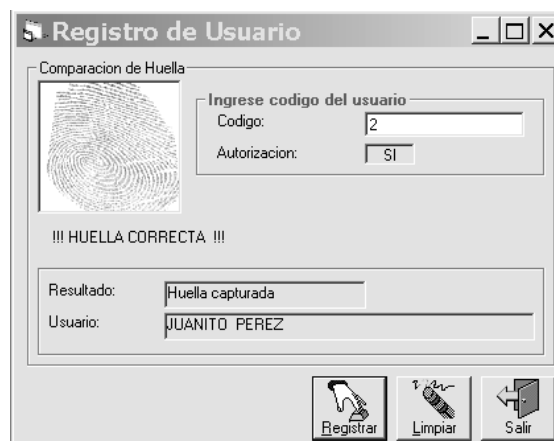 Registro de Usuario
Comparacion de Huella
Ingrese codigo del usuario
Codigo: 2
Autorizacion: SI
!!! HUELLA CORRECTA !!!
Resultado: Huella capturada
Usuario: JUANITO PEREZ
Registrar Limpiar Salir